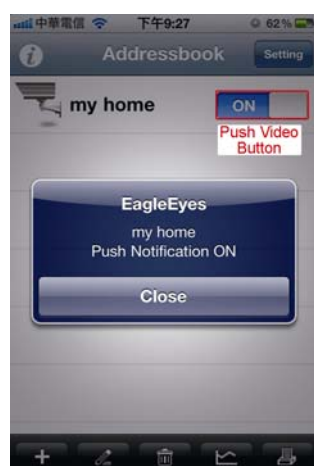 中華電信 下午9:27 62%
Addressbook Setting
my home ON
Push Video
Button
EagleEyes
my home
Push Notification ON
Close